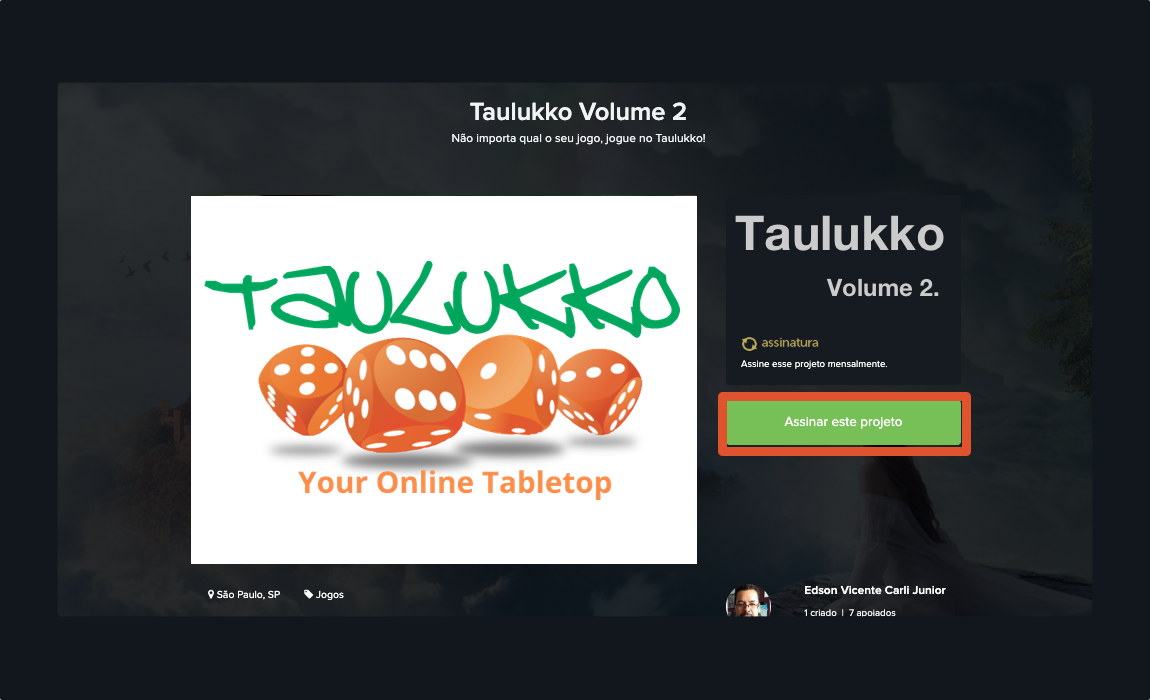 Taulukko Volume 2
Não importa qual o seu jogo, jogue no Taulukko!
TAULUKKO
Your Online Tabletop
Taulukko
Volume 2.
assinatura
Assine esse projeto mensalmente.
Assinar este projeto
São Paulo, SP
Jogos
Edson Vicente Carli Junior
1 criado | 7 apoiados